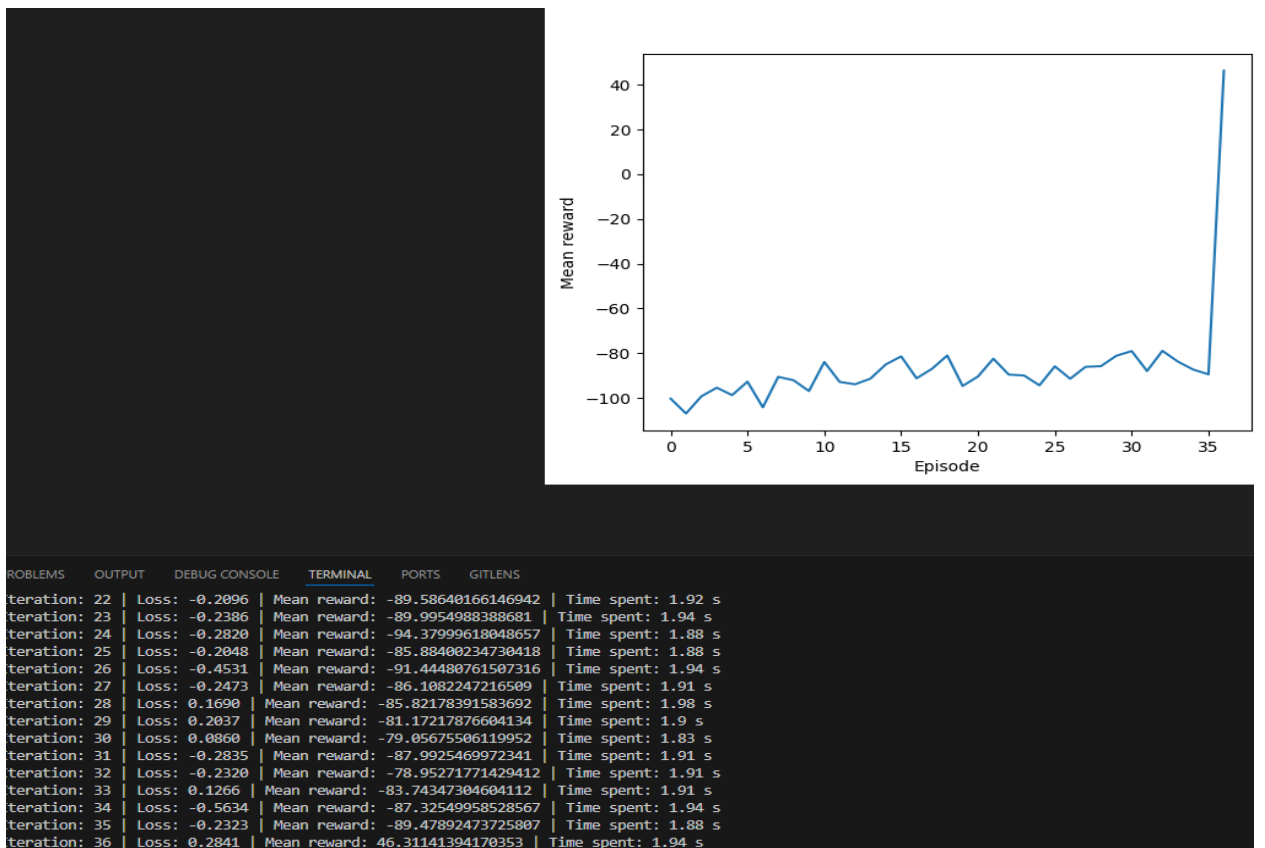 40
20
0
−20
−40
−60
−80
−100
Mean reward
0 5 10 15 20 25 30 35
Episode
ROBLEMS OUTPUT DEBUG CONSOLE TERMINAL PORTS GITLENS
teration: 22 | Loss: -0.2096 | Mean reward: -89.58640166146942 | Time spent: 1.92 s
teration: 23 | Loss: -0.2386 | Mean reward: -89.9954988388681 | Time spent: 1.94 s
teration: 24 | Loss: -0.2820 | Mean reward: -94.37999618048657 | Time spent: 1.88 s
teration: 25 | Loss: -0.2048 | Mean reward: -85.88400234730418 | Time spent: 1.88 s
teration: 26 | Loss: -0.4531 | Mean reward: -91.44480761507316 | Time spent: 1.94 s
teration: 27 | Loss: -0.2473 | Mean reward: -86.1082247216509 | Time spent: 1.91 s
teration: 28 | Loss: 0.1690 | Mean reward: -85.82178391583692 | Time spent: 1.98 s
teration: 29 | Loss: 0.2037 | Mean reward: -81.17217876604134 | Time spent: 1.9 s
teration: 30 | Loss: 0.0860 | Mean reward: -79.05675506119952 | Time spent: 1.83 s
teration: 31 | Loss: -0.2835 | Mean reward: -87.9925469972341 | Time spent: 1.91 s
teration: 32 | Loss: -0.2320 | Mean reward: -78.95271771429412 | Time spent: 1.91 s
teration: 33 | Loss: 0.1266 | Mean reward: -83.74347304604112 | Time spent: 1.91 s
teration: 34 | Loss: -0.5634 | Mean reward: -87.32549958528567 | Time spent: 1.94 s
teration: 35 | Loss: -0.2323 | Mean reward: -89.47892473725807 | Time spent: 1.88 s
teration: 36 | Loss: 0.2841 | Mean reward: 46.31141394170353 | Time spent: 1.94 s